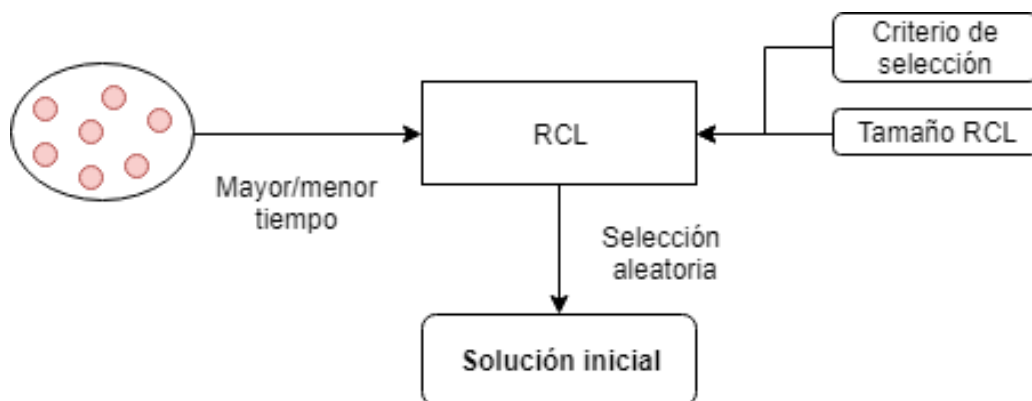 Criterio de
selección
RCL
Tamaño RCL
Mayor/menor
tiempo
Selección
aleatoria
Solución inicial